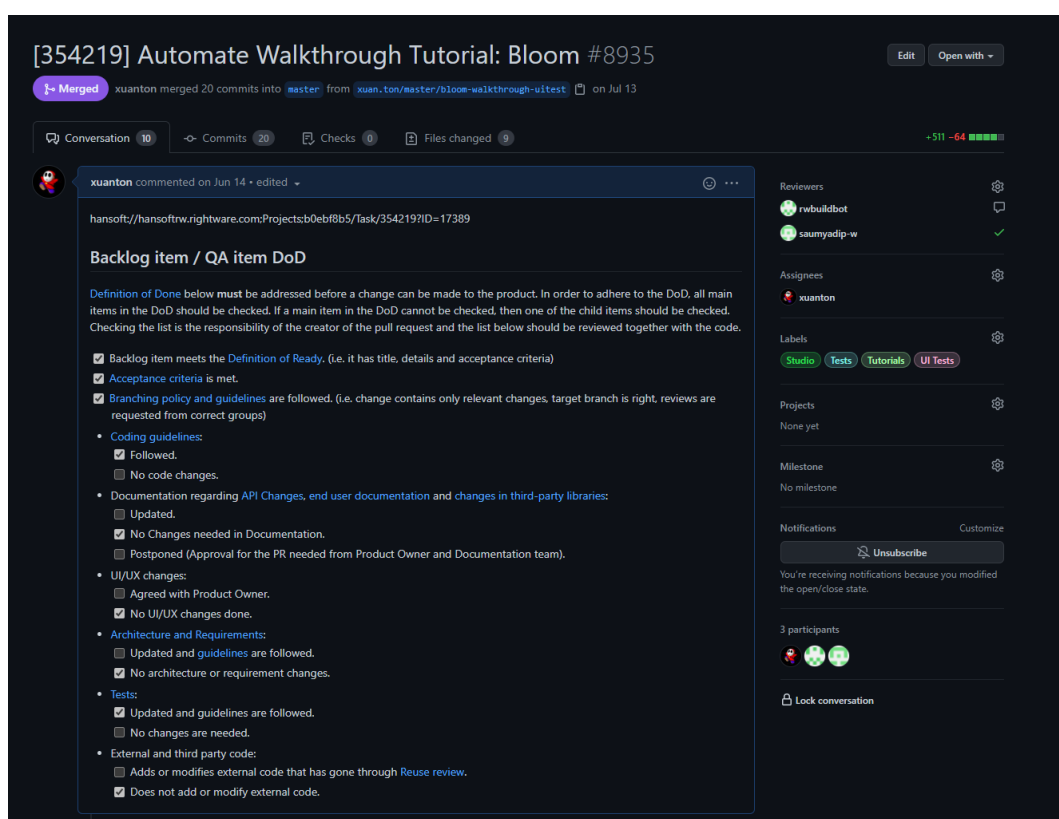 [354219] Automate Walkthrough Tutorial: Bloom #8935
Edit
Open with
Merged
xuanton merged 20 commits into master from xuan.ton/master/bloom-walkthrough-uitest on Jul 13
Conversation 10
Commits 20
Checks 0
Files changed 9
+511 −64
xuanton commented on Jun 14 • edited
hansoft://hansoftrw.rightware.com;Projects;b0ebf8b5/Task/354219?ID=17389
Backlog item / QA item DoD
Definition of Done below must be addressed before a change can be made to the product. In order to adhere to the DoD, all main
items in the DoD should be checked. If a main item in the DoD cannot be checked, then one of the child items should be checked.
Checking the list is the responsibility of the creator of the pull request and the list below should be reviewed together with the code.
Backlog item meets the Definition of Ready. (i.e. it has title, details and acceptance criteria)
Acceptance criteria is met.
Branching policy and guidelines are followed. (i.e. change contains only relevant changes, target branch is right, reviews are
requested from correct groups)
• Coding guidelines:
Followed.
No code changes.
• Documentation regarding API Changes, end user documentation and changes in third-party libraries:
Updated.
No Changes needed in Documentation.
Postponed (Approval for the PR needed from Product Owner and Documentation team).
• UI/UX changes:
Agreed with Product Owner.
No UI/UX changes done.
• Architecture and Requirements:
Updated and guidelines are followed.
No architecture or requirement changes.
• Tests:
Updated and guidelines are followed.
No changes are needed.
• External and third party code:
Adds or modifies external code that has gone through Reuse review.
Does not add or modify external code.
Reviewers
rwbuildbot
saumyadip-w
Assignees
xuanton
Labels
Studio
Tests
Tutorials
UI Tests
Projects
None yet
Milestone
No milestone
Notifications
Customize
Unsubscribe
You're receiving notifications because you modified
the open/close state.
3 participants
Lock conversation